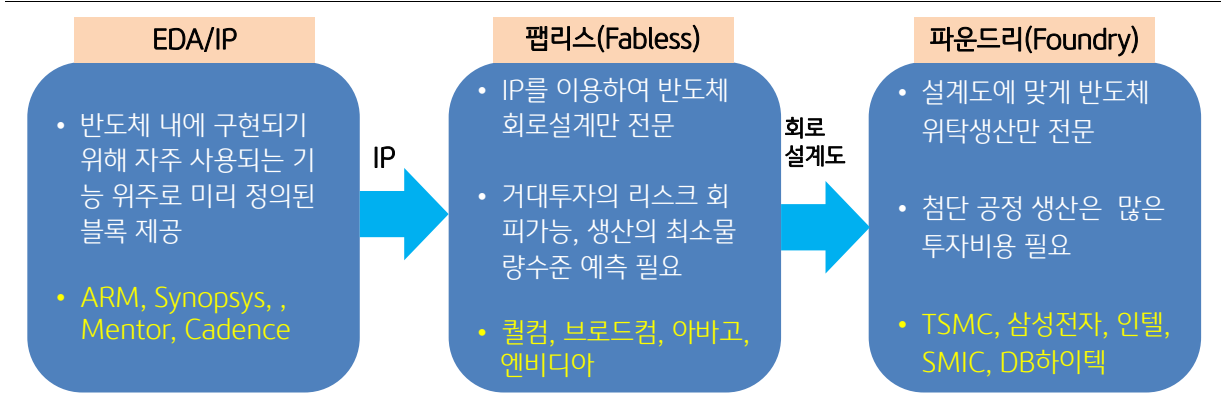 EDA/IP
• 반도체 내에 구현되기
위해 자주 사용되는 기
능 위주로 미리 정의된
블록 제공
• ARM, Synopsys, ,
Mentor, Cadence
IP
팹리스(Fabless)
• IP를 이용하여 반도체
회로설계만 전문
• 거대투자의 리스크 회
피가능, 생산의 최소물
량수준 예측 필요
• 퀄컴, 브로드컴, 아바고,
엔비디아
회로
설계도
파운드리(Foundry)
• 설계도에 맞게 반도체
위탁생산만 전문
• 첨단 공정 생산은 많은
투자비용 필요
• TSMC, 삼성전자, 인텔,
SMIC, DB하이텍